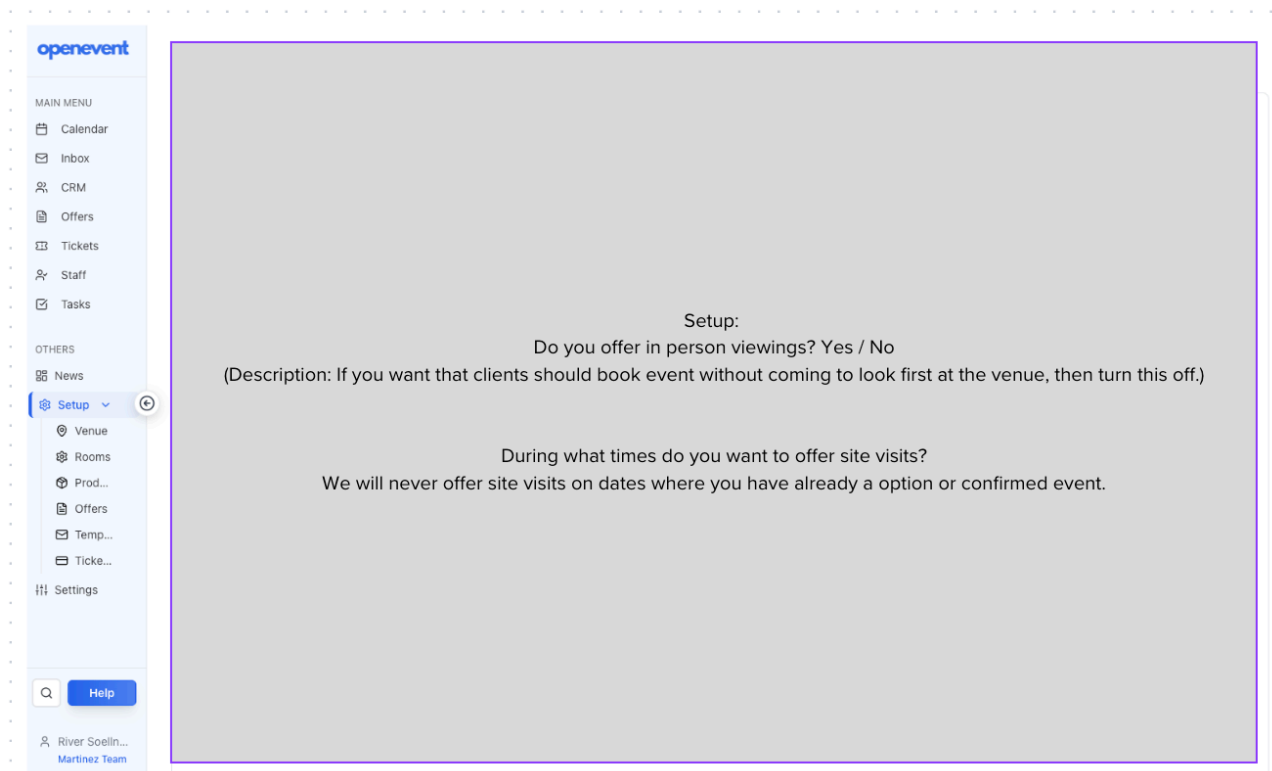 openevent
MAIN MENU
Calendar
Inbox
CRM
Offers
Tickets
Staff
Tasks
OTHERS
News
Setup
Venue
Rooms
Prod...
Offers
Temp...
Ticke...
Settings
Help
River Soelln...
Martinez Team
Setup:
Do you offer in person viewings? Yes / No
(Description: If you want that clients should book event without coming to look first at the venue, then turn this off.)
During what times do you want to offer site visits?
We will never offer site visits on dates where you have already a option or confirmed event.